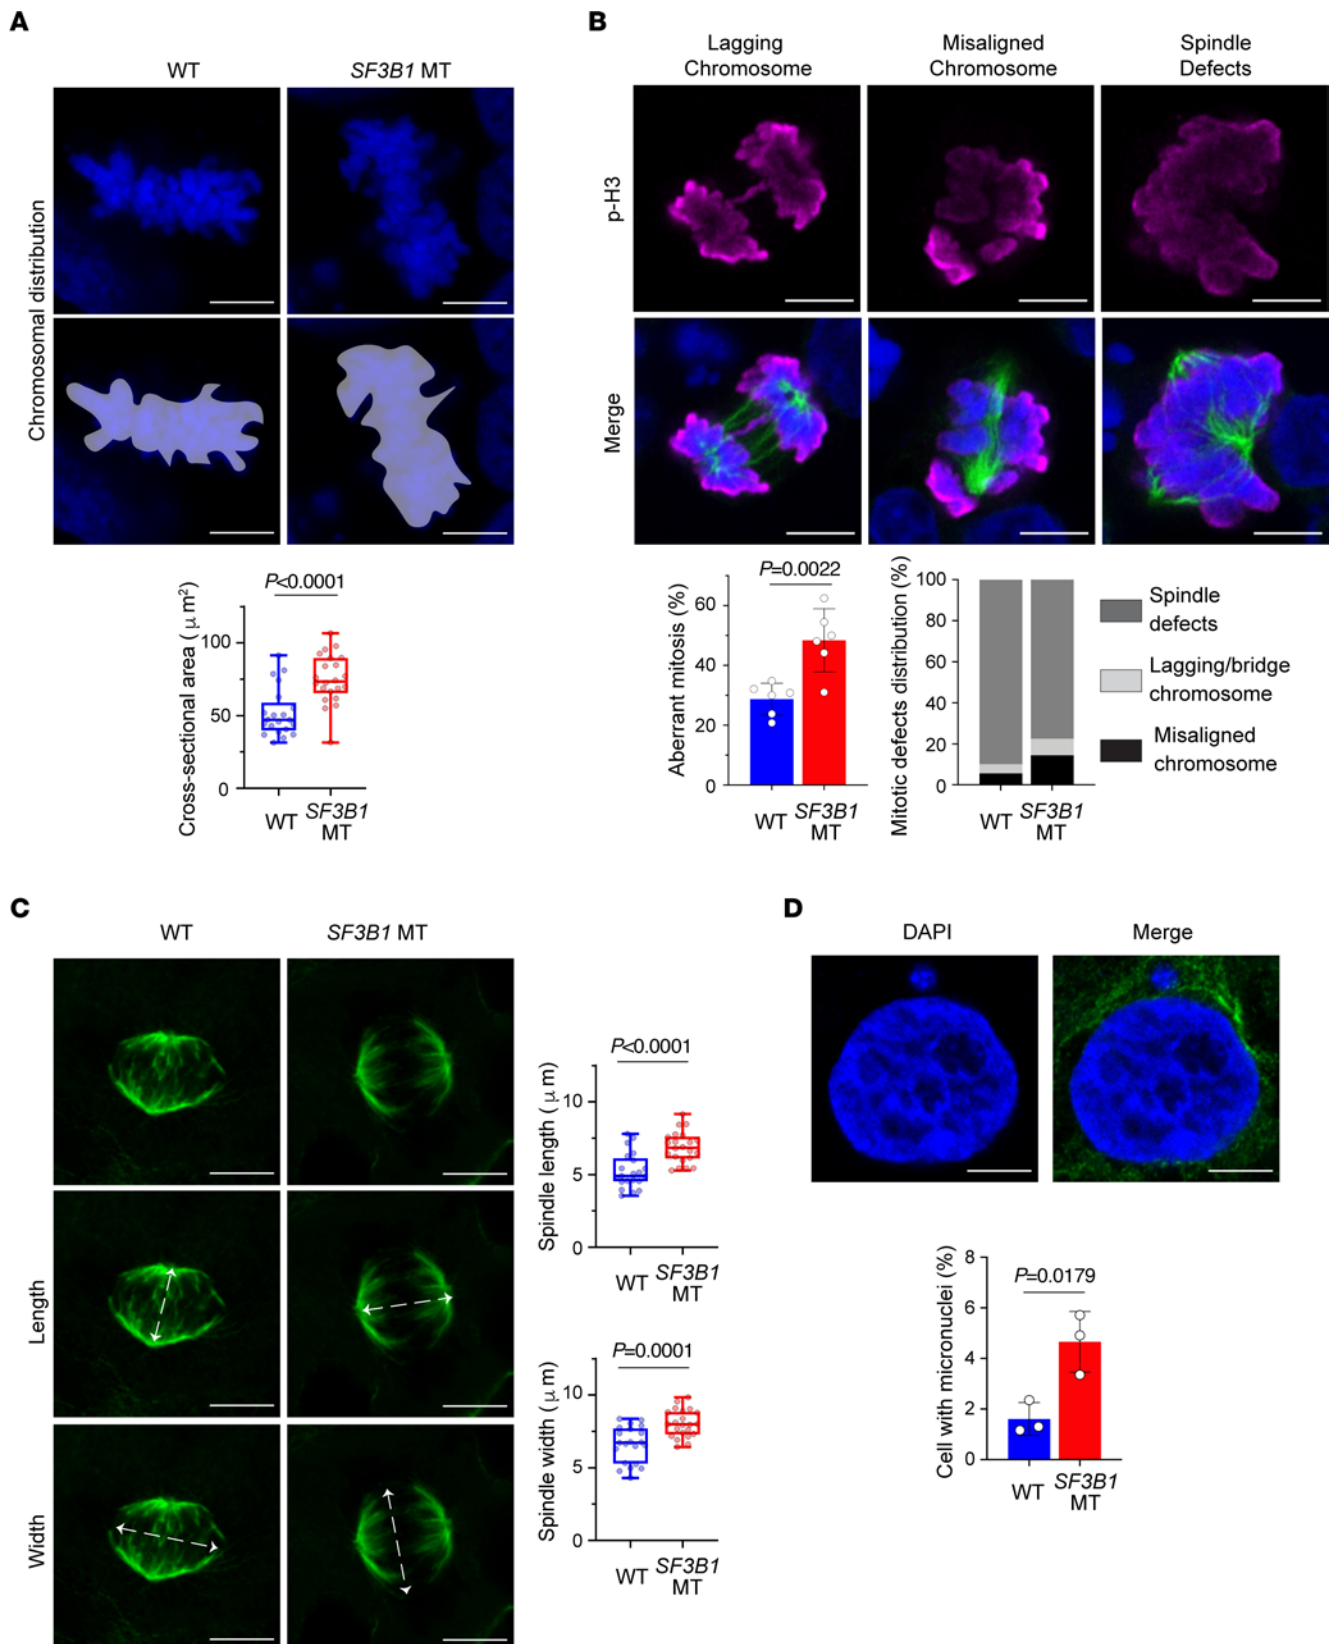 A
WT
SF3B1 MT
Chromosomal distribution
P<0.0001
Cross-sectional area (μm²)
100
50
0
WT
SF3B1
MT
B
Lagging
Chromosome
Misaligned
Chromosome
Spindle
Defects
p-H3
Merge
P=0.0022
Aberrant mitosis (%)
60
40
20
0
WT
SF3B1
MT
Mitotic defects distribution (%)
100
80
60
40
20
0
WT
SF3B1
MT
Spindle
defects
Lagging/bridge
chromosome
Misaligned
chromosome
C
WT
SF3B1 MT
Length
Width
P<0.0001
Spindle length (μm)
10
5
0
WT
SF3B1
MT
P=0.0001
Spindle width (μm)
10
5
0
WT
SF3B1
MT
D
DAPI
Merge
P=0.0179
Cell with micronuclei (%)
8
6
4
2
0
WT
SF3B1
MT